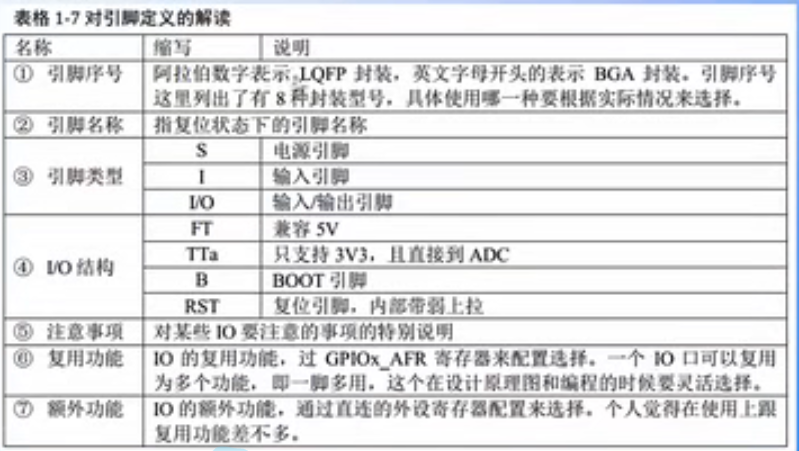 表格 1-7 对引脚定义的解读
名称 缩写 说明
① 引脚序号 阿拉伯数字表示 LQFP 封装，英文字母开头的表示 BGA 封装。引脚序号
这里列出了有 8 种封装型号，具体使用哪一种要根据实际情况来选择。
② 引脚名称 指复位状态下的引脚名称
③ 引脚类型 S 电源引脚
I 输入引脚
I/O 输入/输出引脚
④ I/O 结构 FT 兼容 5V
TTa 只支持 3V3，且直接到 ADC
B BOOT 引脚
RST 复位引脚，内部带弱上拉
⑤ 注意事项 对某些 IO 要注意的事项的特别说明
⑥ 复用功能 IO 的复用功能，过 GPIOx_AFR 寄存器来配置选择。一个 IO 口可以复用
为多个功能，即一脚多用，这个在设计原理图和编程的时候要灵活选择。
⑦ 额外功能 IO 的额外功能，通过直连的外设寄存器配置来选择。个人觉得在使用上跟
复用功能差不多。